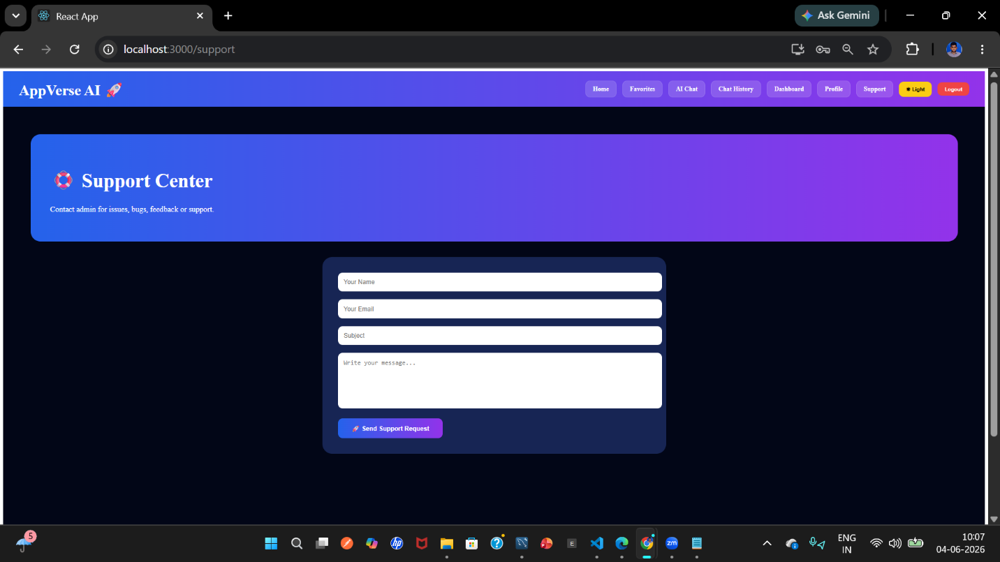 React App
Ask Gemini
localhost:3000/support
AppVerse AI 🚀
Home
Favorites
AI Chat
Chat History
Dashboard
Profile
Support
☀ Light
Logout
🛟 Support Center
Contact admin for issues, bugs, feedback or support.
Your Name
Your Email
Subject
Write your message...
🚀 Send Support Request
5
hp
E
zm
ENG
IN
10:07
04-06-2026